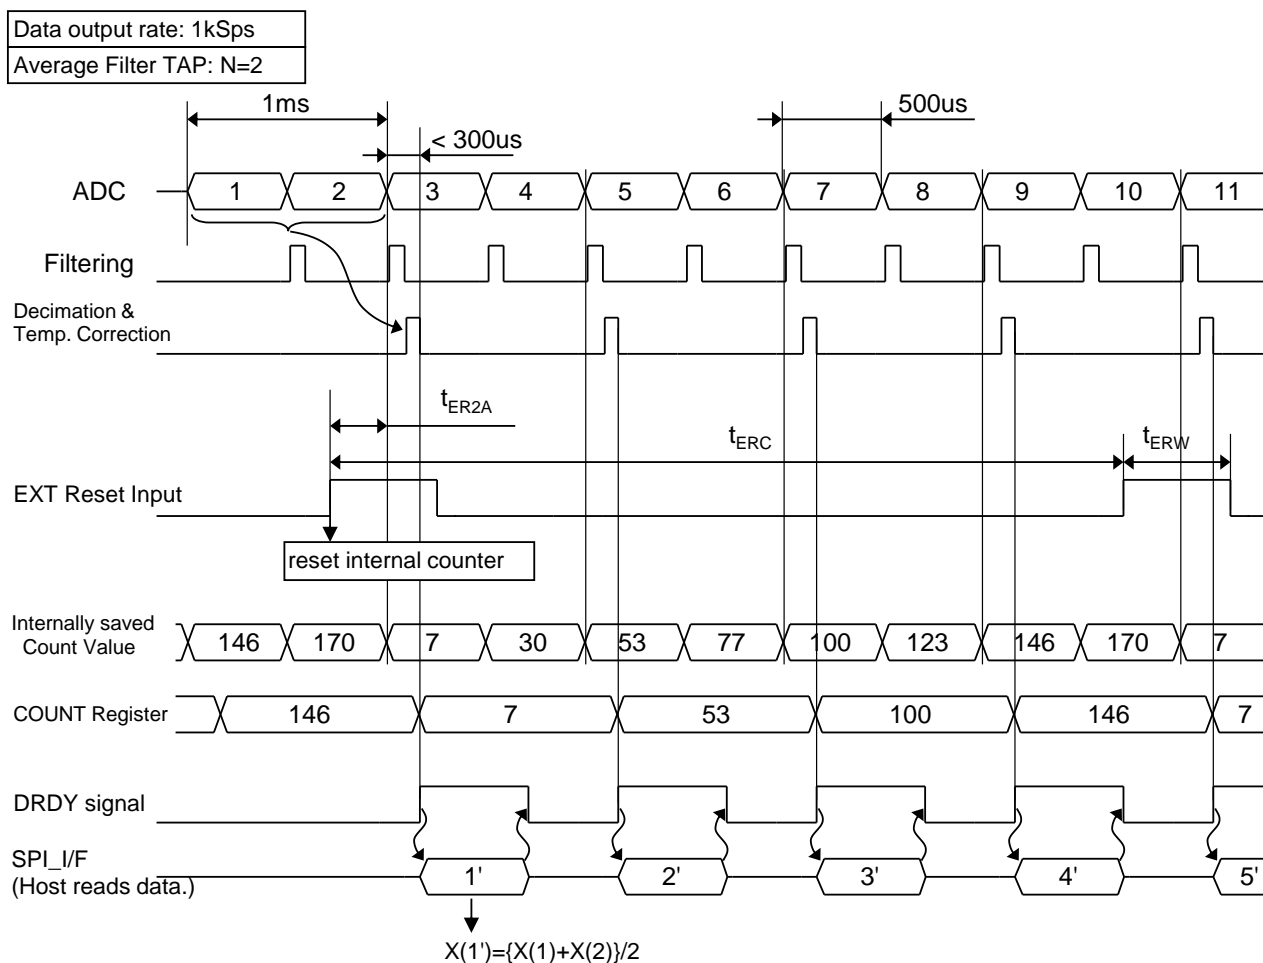 Data output rate: 1kSps
Average Filter TAP: N=2
1ms
500us
< 300us
ADC
1 2 3 4 5 6 7 8 9 10 11
Filtering
Decimation &
Temp. Correction
tER2A
tERC
tERW
EXT Reset Input
reset internal counter
Internally saved
Count Value
146 170 7 30 53 77 100 123 146 170 7
COUNT Register
146 7 53 100 146 7
DRDY signal
SPI_I/F
(Host reads data.)
1' 2' 3' 4' 5'
X(1')={X(1)+X(2)}/2